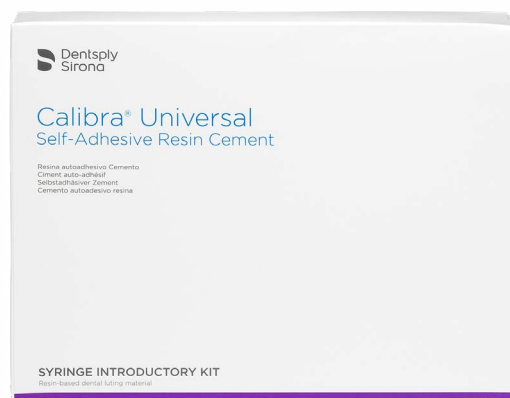 Dentsply
Sirona
Calibra® Universal
Self-Adhesive Resin Cement
Resina autoadhesivo Cemento
Ciment auto-adhésif
Selbstadhäsiver Zement
Cemento autoadesivo resina
SYRINGE INTRODUCTORY KIT
Resin-based dental luting material